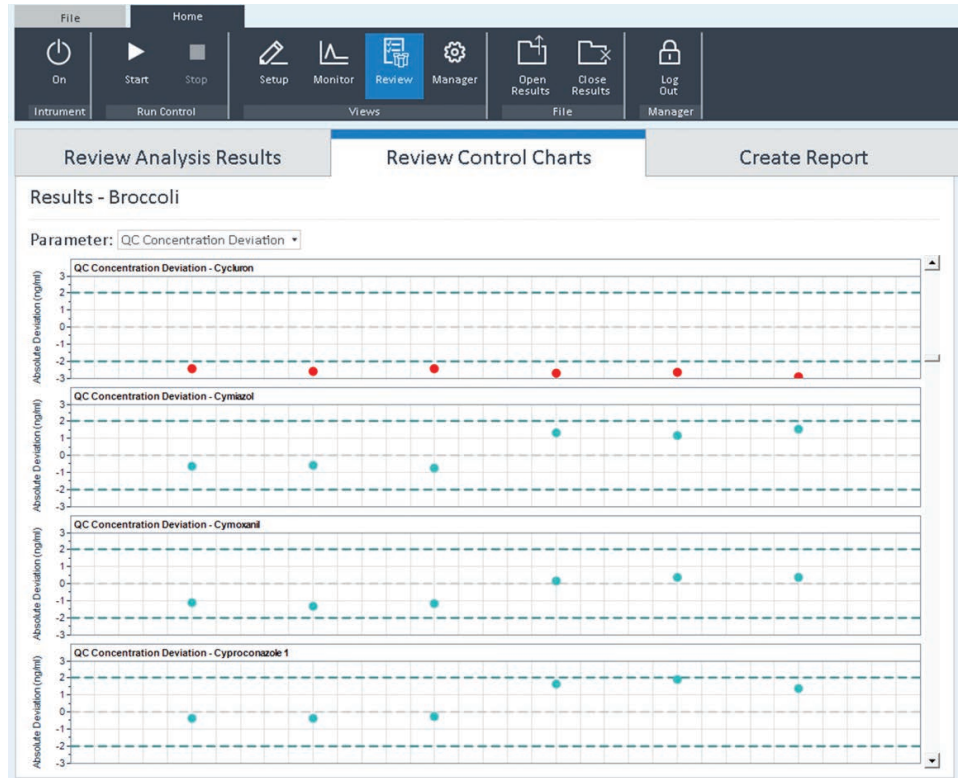 File Home
On Start Stop Setup Monitor Review Manager Open Results Close Results Log Out
Intrument Run Control Views File Manager
Review Analysis Results Review Control Charts Create Report
Results - Broccoli
Parameter: QC Concentration Deviation
QC Concentration Deviation - Cycluron
Absolute Deviation (ng/ml)
3
2
1
0
-1
-2
-3
QC Concentration Deviation - Cymiazol
Absolute Deviation (ng/ml)
3
2
1
0
-1
-2
-3
QC Concentration Deviation - Cymoxanil
Absolute Deviation (ng/ml)
3
2
1
0
-1
-2
-3
QC Concentration Deviation - Cyproconazole 1
Absolute Deviation (ng/ml)
3
2
1
0
-1
-2
-3